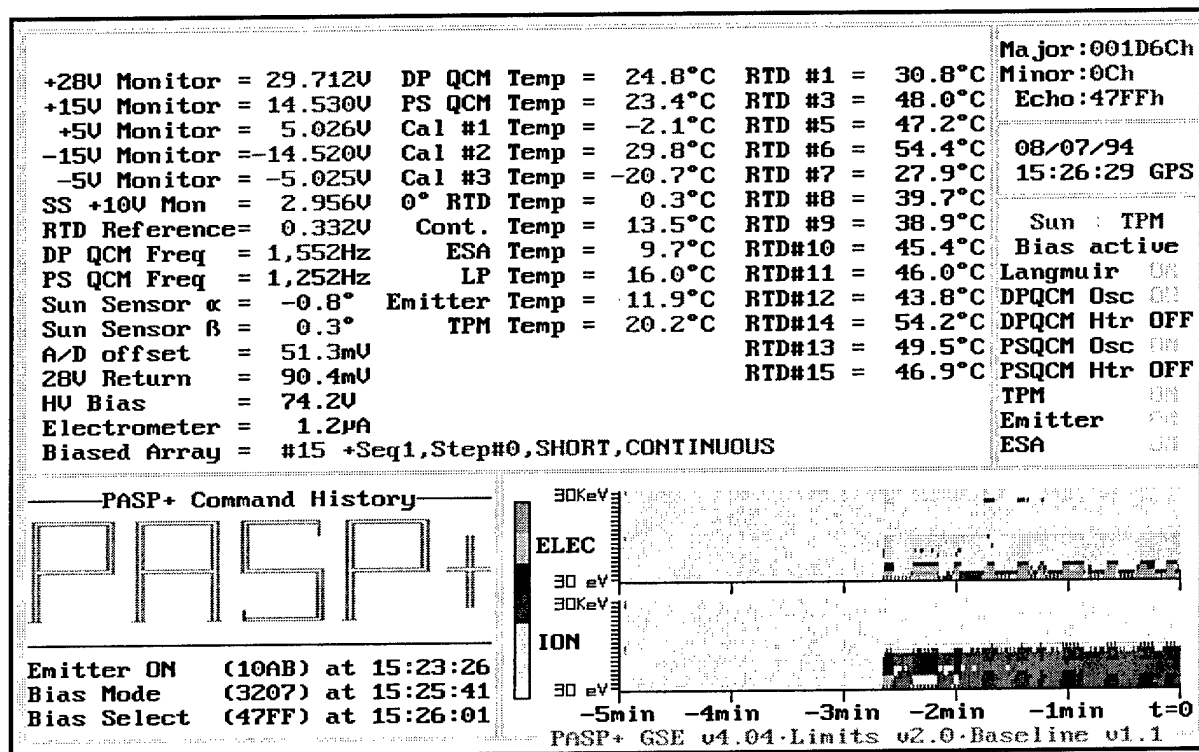 +28V Monitor = 29.712V DP QCM Temp = 24.8°C RTD #1 = 30.8°C
+15V Monitor = 14.530V PS QCM Temp = 23.4°C RTD #3 = 48.0°C
+5V Monitor = 5.026V Cal #1 Temp = -2.1°C RTD #5 = 47.2°C
-15V Monitor =-14.520V Cal #2 Temp = 29.8°C RTD #6 = 54.4°C
-5V Monitor = -5.025V Cal #3 Temp = -20.7°C RTD #7 = 27.9°C
SS +10V Mon = 2.956V 0° RTD Temp = 0.3°C RTD #8 = 39.7°C
RTD Reference= 0.332V Cont. Temp = 13.5°C RTD #9 = 38.9°C
DP QCM Freq = 1,552Hz ESA Temp = 9.7°C RTD#10 = 45.4°C
PS QCM Freq = 1,252Hz LP Temp = 16.0°C RTD#11 = 46.0°C
Sun Sensor α = -0.8° Emitter Temp = 11.9°C RTD#12 = 43.8°C
Sun Sensor ß = 0.3° TPM Temp = 20.2°C RTD#14 = 54.2°C
A/D offset = 51.3mV RTD#13 = 49.5°C
28V Return = 90.4mV RTD#15 = 46.9°C
HV Bias = 74.2V
Electrometer = 1.2µA
Biased Array = #15 +Seq1,Step#0,SHORT,CONTINUOUS
Major:001D6Ch
Minor:0Ch
Echo:47FFh
08/07/94
15:26:29 GPS
Sun : TPM
Bias active
Langmuir ON
DPQCM Osc ON
DPQCM Htr OFF
PSQCM Osc ON
PSQCM Htr OFF
TPM ON
Emitter ON
ESA ON
PASP+ Command History
PASP+
Emitter ON (10AB) at 15:23:26
Bias Mode (3207) at 15:25:41
Bias Select (47FF) at 15:26:01
30KeV
ELEC
30 eV
30KeV
ION
30 eV
-5min -4min -3min -2min -1min t=0
PASP+ GSE v4.04·Limits v2.0·Baseline v1.1